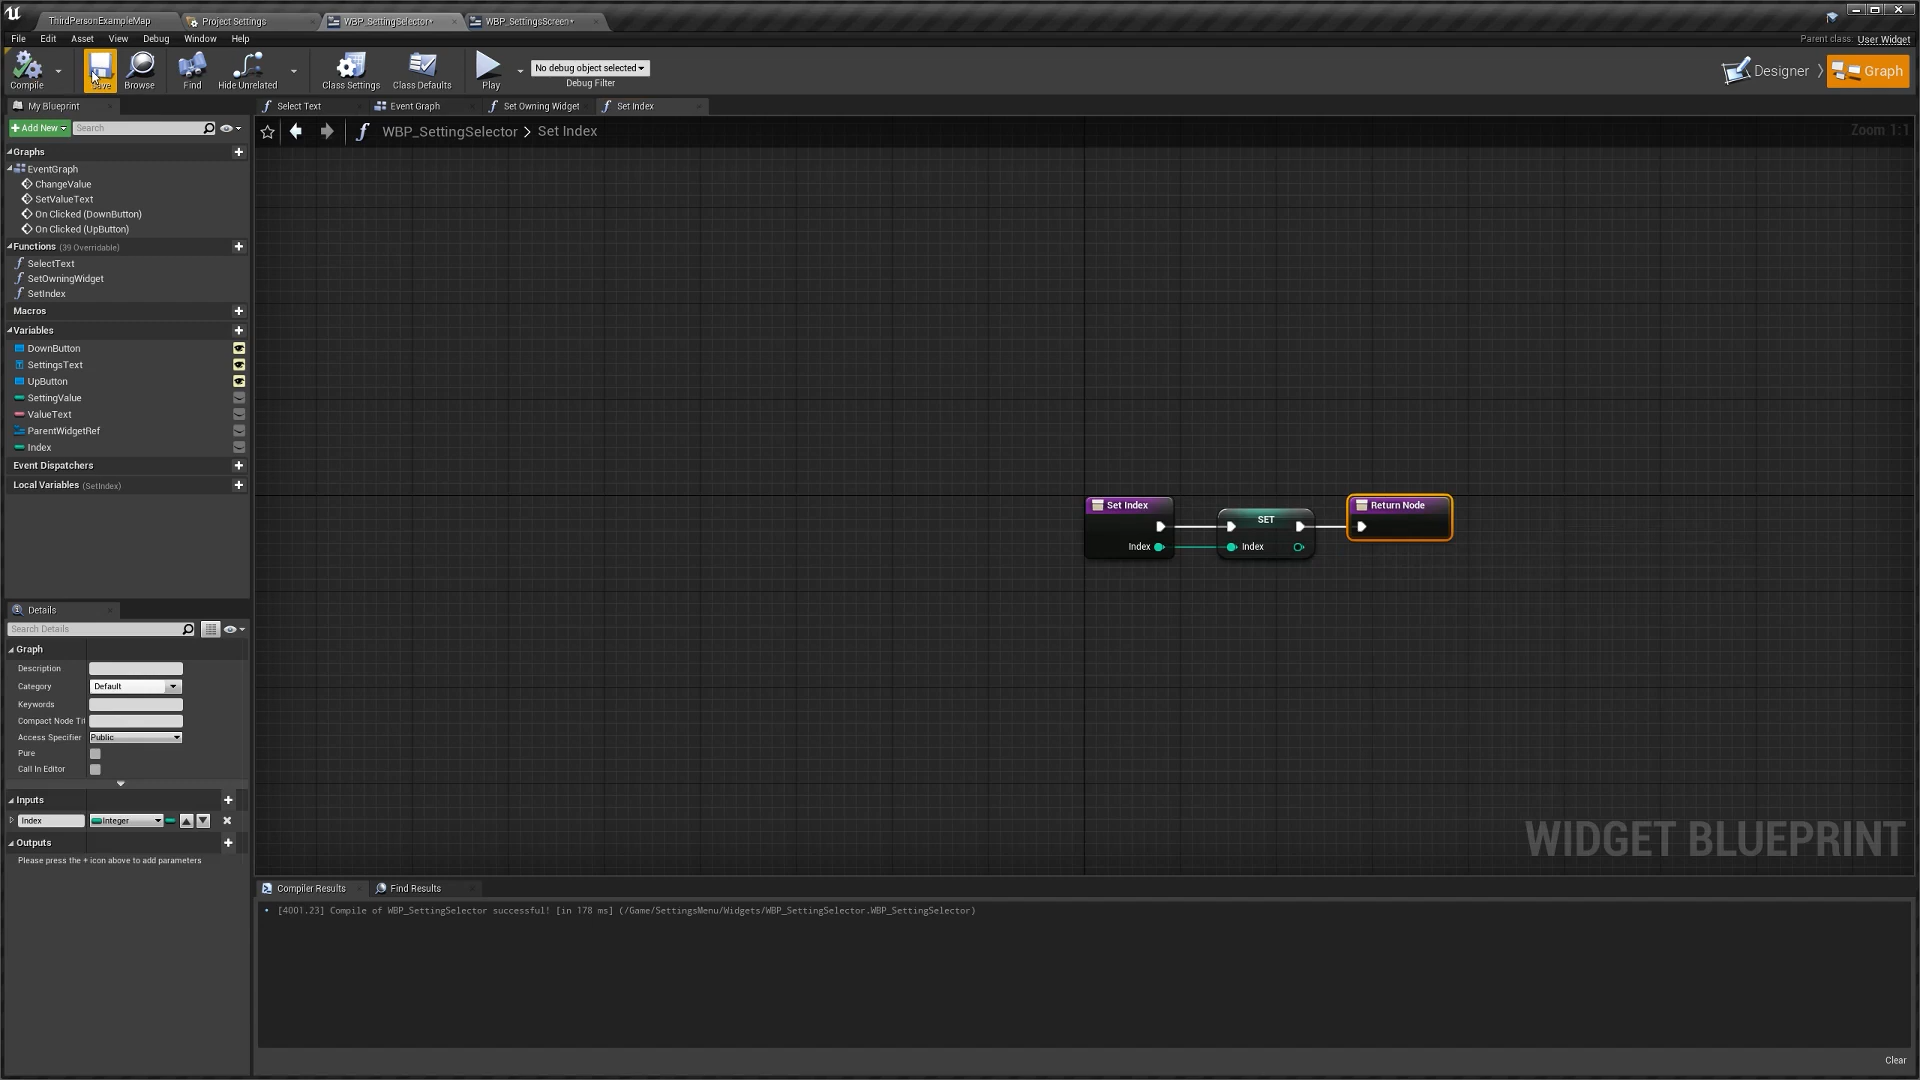 ThirdPersonExampleMap
Project Settings
WBP_SettingSelector*
WBP_SettingsScreen*
File Edit Asset View Debug Window Help
Parent class: User Widget
Compile
Save
Browse
Find
Hide Unrelated
Class Settings
Class Defaults
Play
No debug object selected
Debug Filter
Designer
Graph
My Blueprint
Select Text
Event Graph
Set Owning Widget
Set Index
+ Add New
Search
WBP_SettingSelector > Set Index
Zoom 1:1
Graphs
EventGraph
ChangeValue
SetValueText
On Clicked (DownButton)
On Clicked (UpButton)
Functions (39 Overridable)
SelectText
SetOwningWidget
SetIndex
Macros
Variables
DownButton
SettingsText
UpButton
SettingValue
ValueText
ParentWidgetRef
Index
Event Dispatchers
Local Variables (SetIndex)
Set Index
Index
SET
Index
Return Node
Details
Search Details
Graph
Description
Category Default
Keywords
Compact Node Tit
Access Specifier Public
Pure
Call In Editor
Inputs
Index Integer
Outputs
Please press the + icon above to add parameters
WIDGET BLUEPRINT
Compiler Results
Find Results
[4001.23] Compile of WBP_SettingSelector successful! [in 178 ms] (/Game/SettingsMenu/Widgets/WBP_SettingSelector.WBP_SettingSelector)
Clear